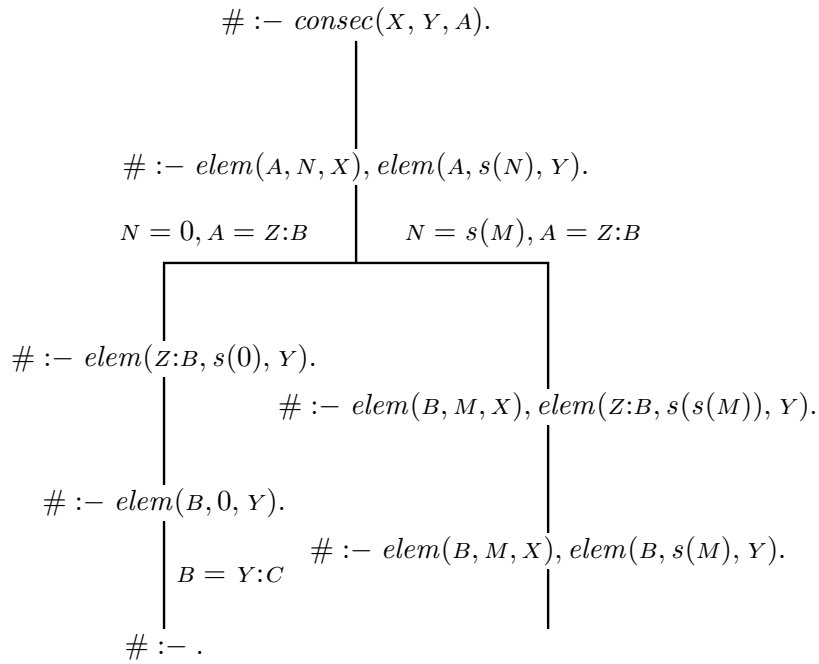 # :− consec(X, Y, A).
# :− elem(A, N, X), elem(A, s(N), Y).
N = 0, A = Z:B
N = s(M), A = Z:B
# :− elem(Z:B, s(0), Y).
# :− elem(B, M, X), elem(Z:B, s(s(M)), Y).
# :− elem(B, 0, Y).
# :− elem(B, M, X), elem(B, s(M), Y).
B = Y:C
# :− .